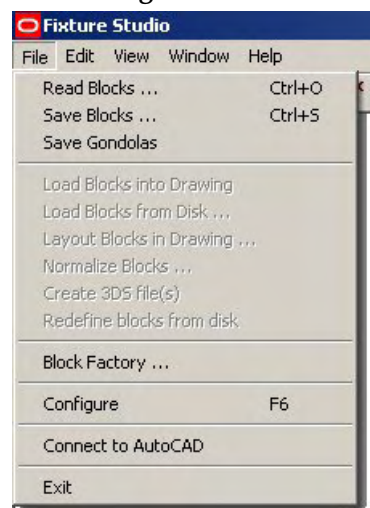 Fixture Studio
File Edit View Window Help
Read Blocks ... Ctrl+O
Save Blocks ... Ctrl+S
Save Gondolas
Load Blocks into Drawing
Load Blocks from Disk ...
Layout Blocks in Drawing ...
Normalize Blocks ...
Create 3DS file(s)
Redefine blocks from disk
Block Factory ...
Configure F6
Connect to AutoCAD
Exit